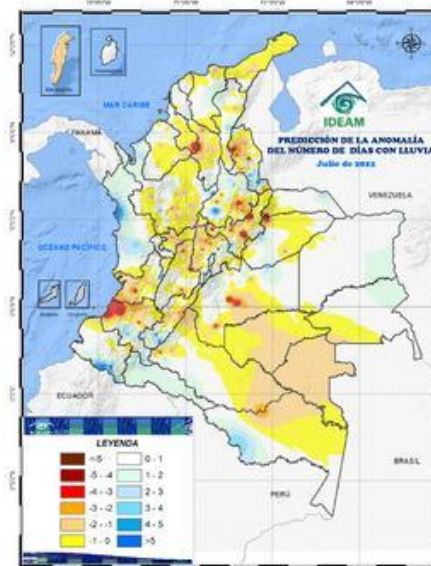 IDEAM
PREDICCIÓN DE LA ANOMALÍA
DEL NÚMERO DE DÍAS CON LLUVIA
Julio de 2022
MAR CARIBE
PANAMÁ
VENEZUELA
OCÉANO PACÍFICO
ECUADOR
BRASIL
PERÚ
LEYENDA
<-5
-5 - -4
-4 - -3
-3 - -2
-2 - -1
-1 - 0
0 - 1
1 - 2
2 - 3
3 - 4
4 - 5
>5